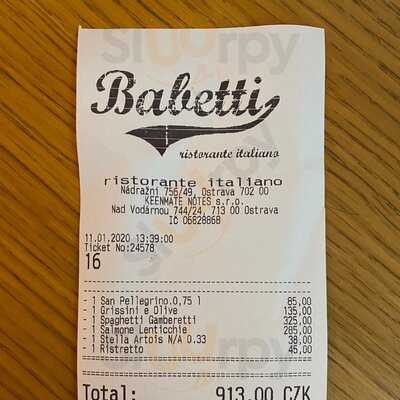 Sluurpy
Babetti
ristorante italiano
ristorante italiano
Nádražní 756/49, Ostrava 702 00
KEENMATE NOTES s.r.o.
Nad Vodárnou 744/24, 713 00 Ostrava
IČ 06828868
11.01.2020 13:39:00
Ticket No:24578
16
- 1 San Pellegrino.0,75 l 85,00
- 1 Grissini e Olive 135,00
- 1 Spaghetti Gamberetti 325,00
- 1 Salmone Lenticchie 285,00
- 1 Stella Artois N/A 0.33 38,00
- 1 Ristretto 45,00
Total: 913,00 CZK